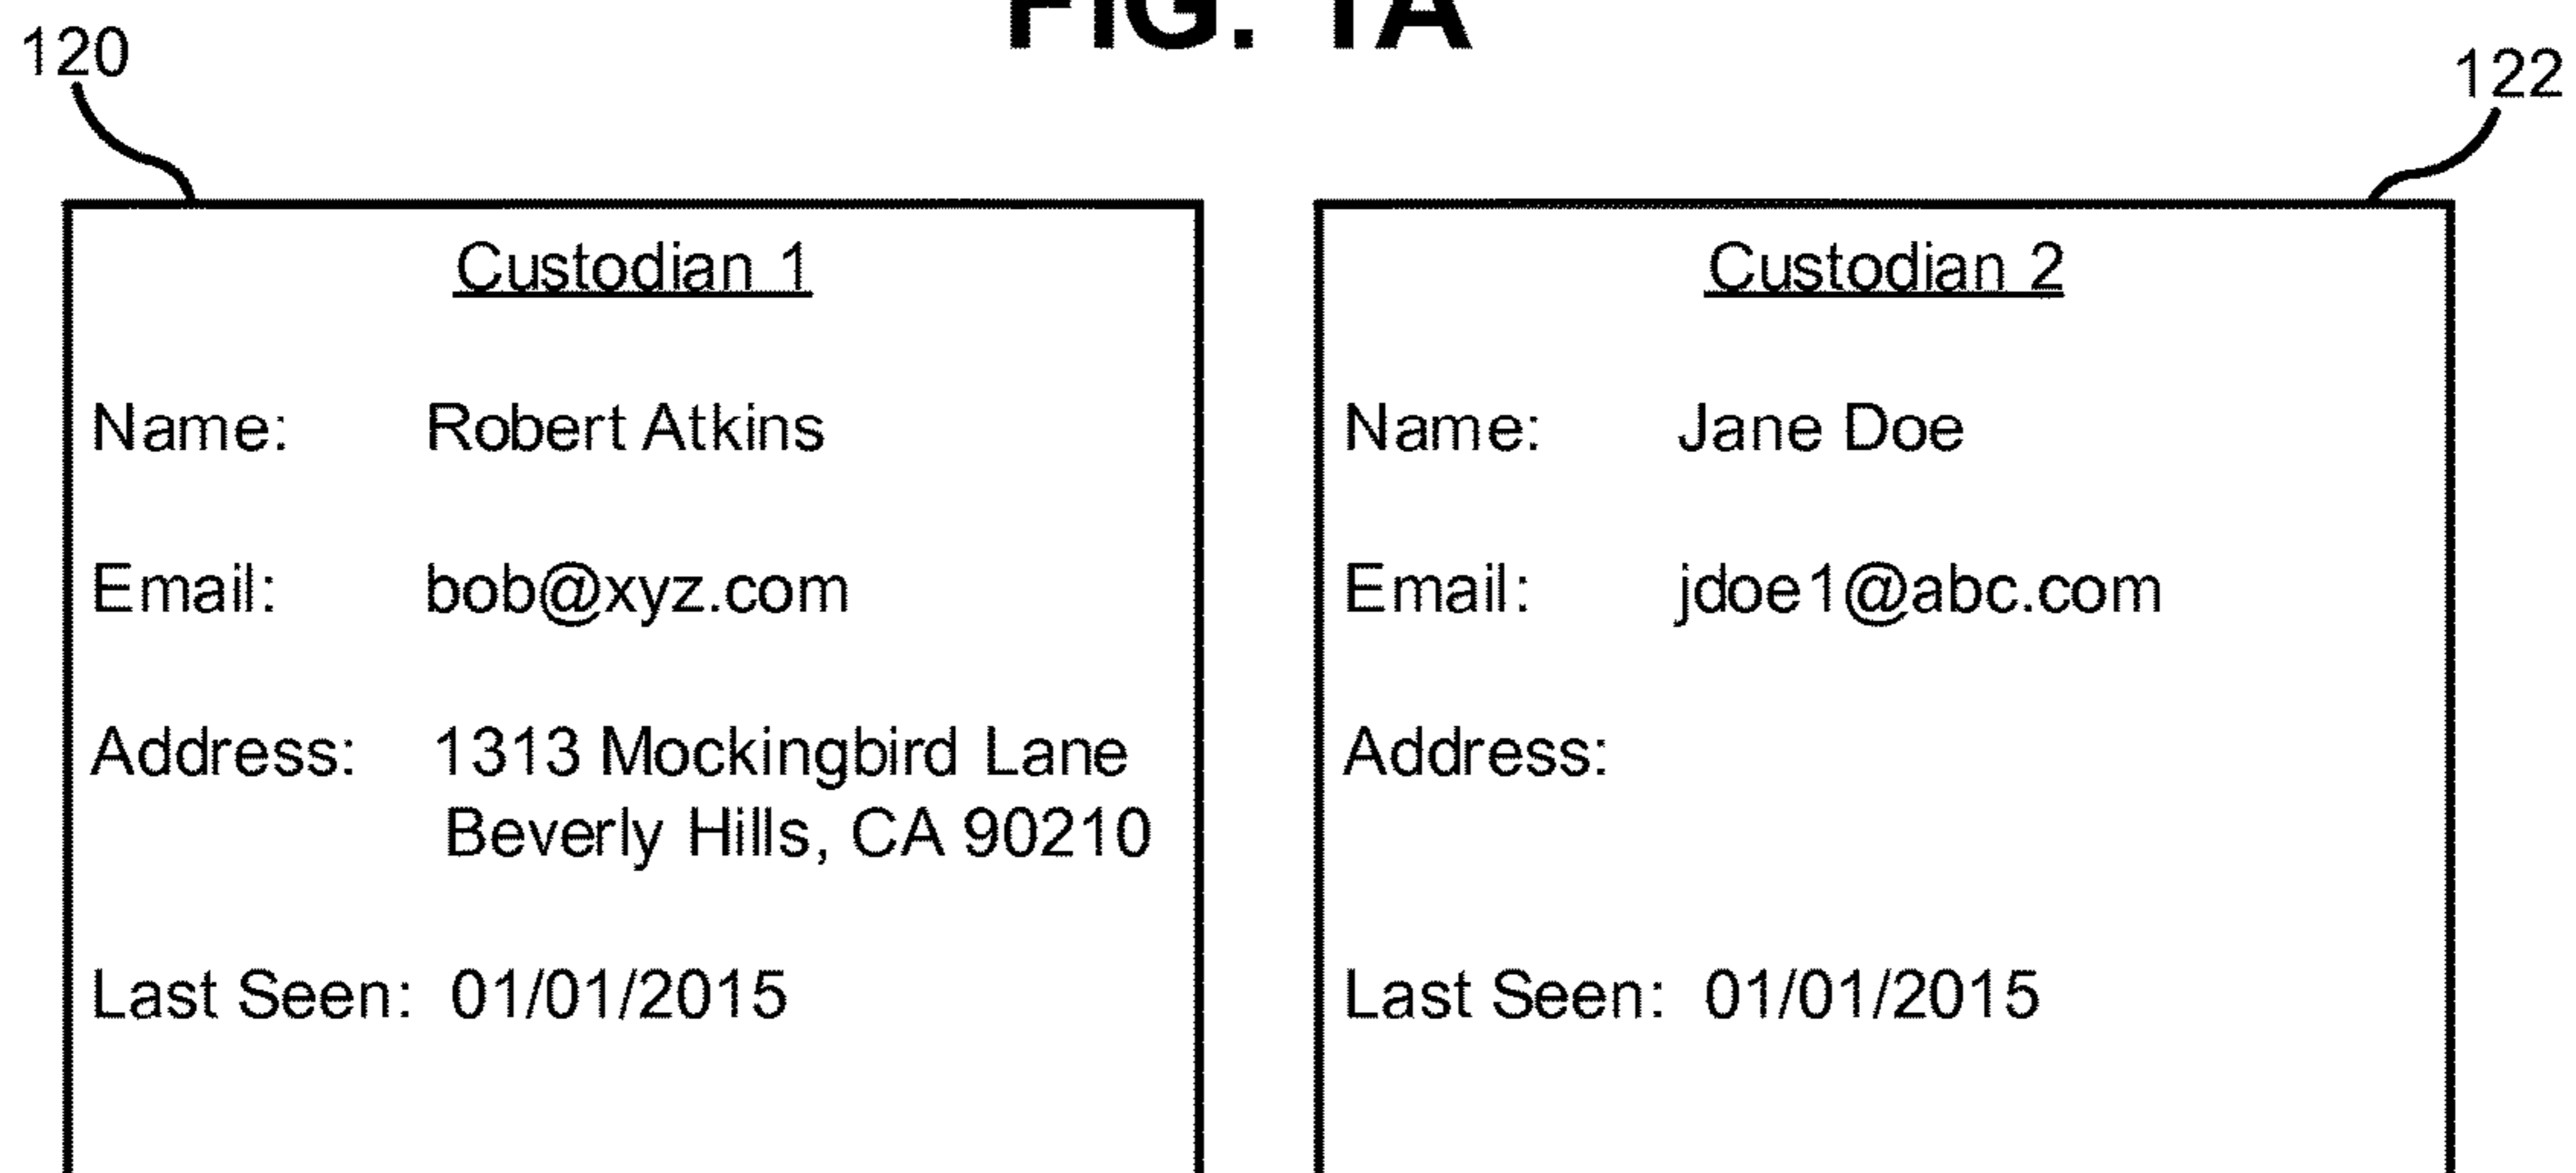 FIG. 1A
120
122
Custodian 1
Name: Robert Atkins
Email: bob@xyz.com
Address: 1313 Mockingbird Lane
Beverly Hills, CA 90210
Last Seen: 01/01/2015
Custodian 2
Name: Jane Doe
Email: jdoe1@abc.com
Address:
Last Seen: 01/01/2015